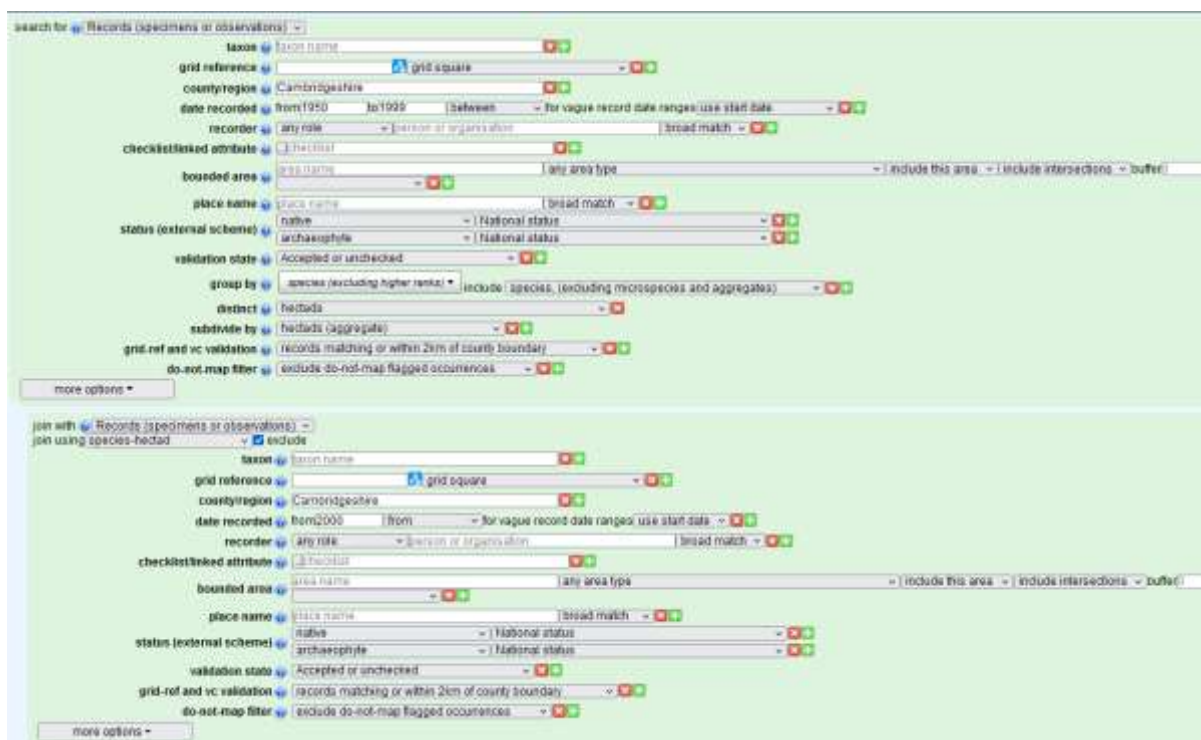 search for Records (specimens or observations)
taxon taxon name
grid reference grid square
county/region Cambridgeshire
date recorded from 1950 to 1999 between for vague record date ranges use start date
recorder any role person or organisation broad match
checklist/linked attribute checklist
bounded area area name any area type include this area include intersections buffer
place name place name broad match
status (external scheme) native National status
archaeophyte National status
validation state Accepted or unchecked
group by species (excluding higher ranks) include species, (excluding microspecies and aggregates)
distinct hectads
subdivide by hectads (aggregate)
grid-ref and vc validation records matching or within 2km of county boundary
do-not-map filter exclude do-not-map flagged occurrences
more options
join with Records (specimens or observations)
join using species-hectad exclude
taxon taxon name
grid reference grid square
county/region Cambridgeshire
date recorded from 2000 from for vague record date ranges use start date
recorder any role person or organisation broad match
checklist/linked attribute checklist
bounded area area name any area type include this area include intersections buffer
place name place name broad match
status (external scheme) native National status
archaeophyte National status
validation state Accepted or unchecked
grid-ref and vc validation records matching or within 2km of county boundary
do-not-map filter exclude do-not-map flagged occurrences
more options